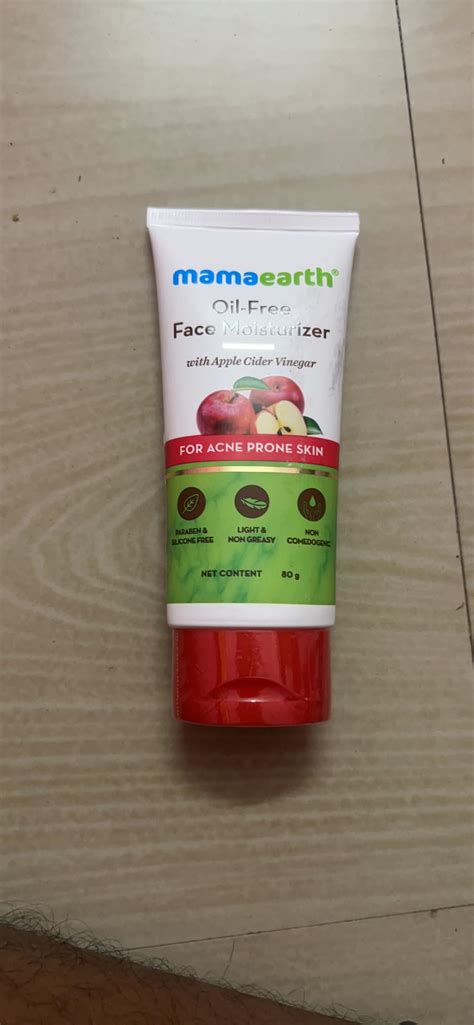 mamaearth®
Oil-Free
Face Moisturizer
with Apple Cider Vinegar
FOR ACNE PRONE SKIN
PARABEN & SILICONE FREE
LIGHT & NON GREASY
NON COMEDOGENIC
NET CONTENT 80 g